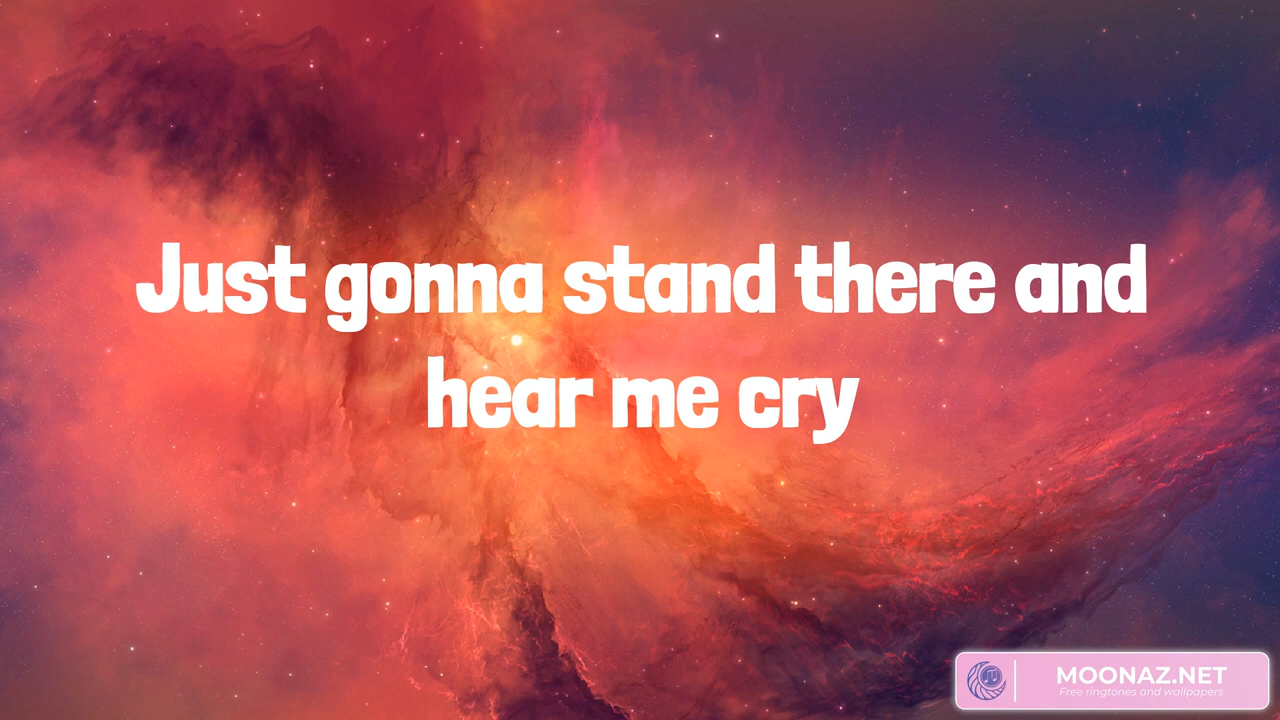 Just gonna stand there and
hear me cry
MOONAZ.NET
Free ringtones and wallpapers